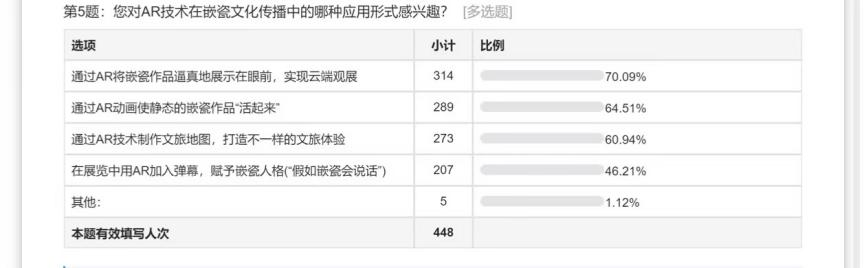 第5题：您对AR技术在嵌瓷文化传播中的哪种应用形式感兴趣？ [多选题]
选项 小计 比例
通过AR将嵌瓷作品逼真地展示在眼前，实现云端观展 314 70.09%
通过AR动画使静态的嵌瓷作品“活起来” 289 64.51%
通过AR技术制作文旅地图，打造不一样的文旅体验 273 60.94%
在展览中用AR加入弹幕，赋予嵌瓷人格(“假如嵌瓷会说话”) 207 46.21%
其他: 5 1.12%
本题有效填写人次 448